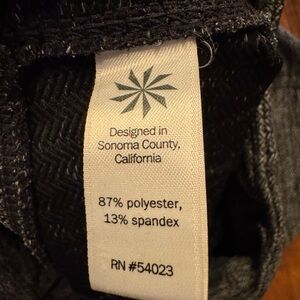 Designed in
Sonoma County,
California
87% polyester,
13% spandex
RN #54023